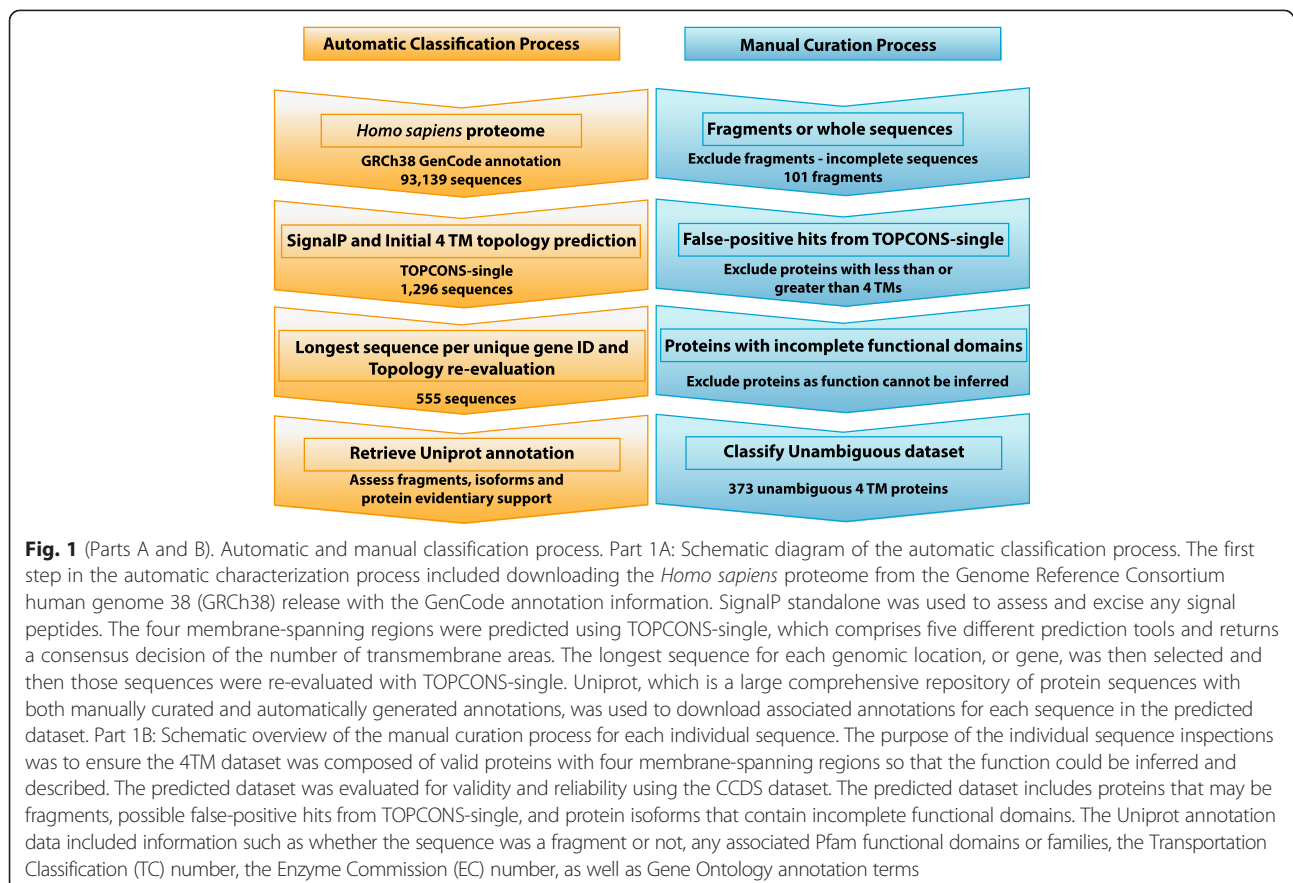 Automatic Classification Process
Manual Curation Process
Homo sapiens proteome
GRCh38 GenCode annotation
93,139 sequences
SignalP and Initial 4 TM topology prediction
TOPCONS-single
1,296 sequences
Longest sequence per unique gene ID and
Topology re-evaluation
555 sequences
Retrieve Uniprot annotation
Assess fragments, isoforms and
protein evidentiary support
Fragments or whole sequences
Exclude fragments - incomplete sequences
101 fragments
False-positive hits from TOPCONS-single
Exclude proteins with less than or
greater than 4 TMs
Proteins with incomplete functional domains
Exclude proteins as function cannot be inferred
Classify Unambiguous dataset
373 unambiguous 4 TM proteins
Fig. 1 (Parts A and B). Automatic and manual classification process. Part 1A: Schematic diagram of the automatic classification process. The first
step in the automatic characterization process included downloading the Homo sapiens proteome from the Genome Reference Consortium
human genome 38 (GRCh38) release with the GenCode annotation information. SignalP standalone was used to assess and excise any signal
peptides. The four membrane-spanning regions were predicted using TOPCONS-single, which comprises five different prediction tools and returns
a consensus decision of the number of transmembrane areas. The longest sequence for each genomic location, or gene, was then selected and
then those sequences were re-evaluated with TOPCONS-single. Uniprot, which is a large comprehensive repository of protein sequences with
both manually curated and automatically generated annotations, was used to download associated annotations for each sequence in the predicted
dataset. Part 1B: Schematic overview of the manual curation process for each individual sequence. The purpose of the individual sequence inspections
was to ensure the 4TM dataset was composed of valid proteins with four membrane-spanning regions so that the function could be inferred and
described. The predicted dataset was evaluated for validity and reliability using the CCDS dataset. The predicted dataset includes proteins that may be
fragments, possible false-positive hits from TOPCONS-single, and protein isoforms that contain incomplete functional domains. The Uniprot annotation
data included information such as whether the sequence was a fragment or not, any associated Pfam functional domains or families, the Transportation
Classification (TC) number, the Enzyme Commission (EC) number, as well as Gene Ontology annotation terms